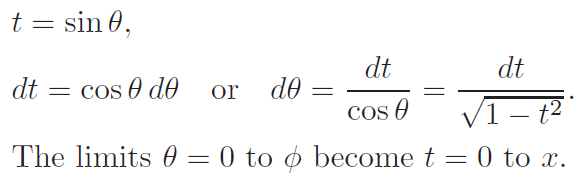 t = sin θ,
dt = cos θ dθ or dθ = dt/cos θ = dt/√(1 − t²).
The limits θ = 0 to ϕ become t = 0 to x.